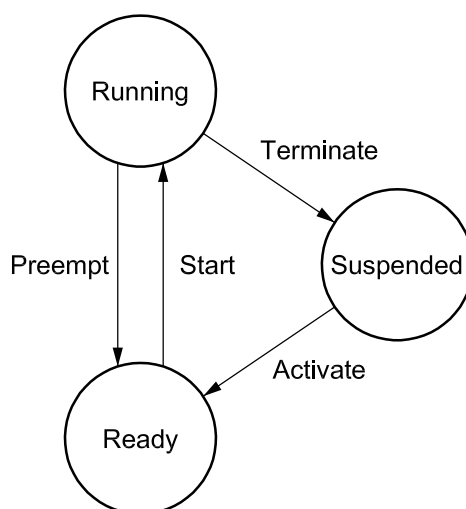 Running
Terminate
Preempt
Start
Suspended
Activate
Ready